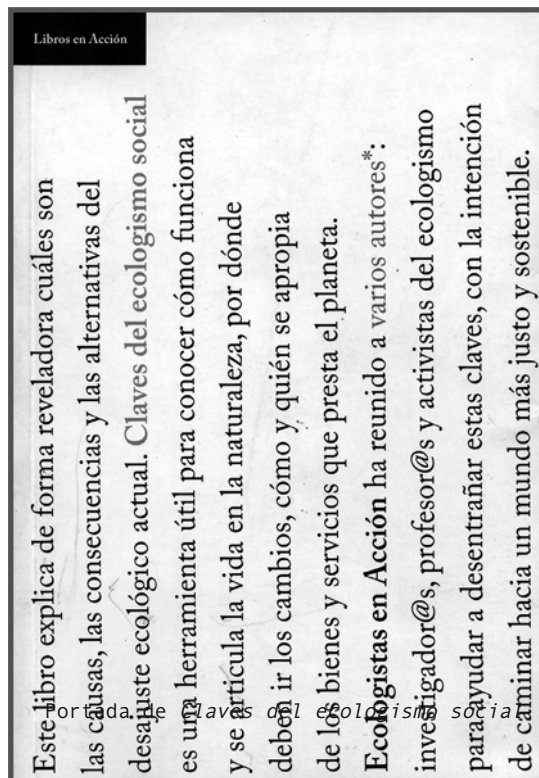 Libros en Acción
Este libro explica de forma reveladora cuáles son
las causas, las consecuencias y las alternativas del
desajuste ecológico actual. Claves del ecologismo social
es una herramienta útil para conocer cómo funciona
y se articula la vida en la naturaleza, por dónde
deben ir los cambios, cómo y quién se apropia
de los bienes y servicios que presta el planeta.
Ecologistas en Acción ha reunido a varios autores*:
investigador@s, profesor@s y activistas del ecologismo
para ayudar a desentrañar estas claves, con la intención
de caminar hacia un mundo más justo y sostenible.
Portada de Claves del ecologismo social